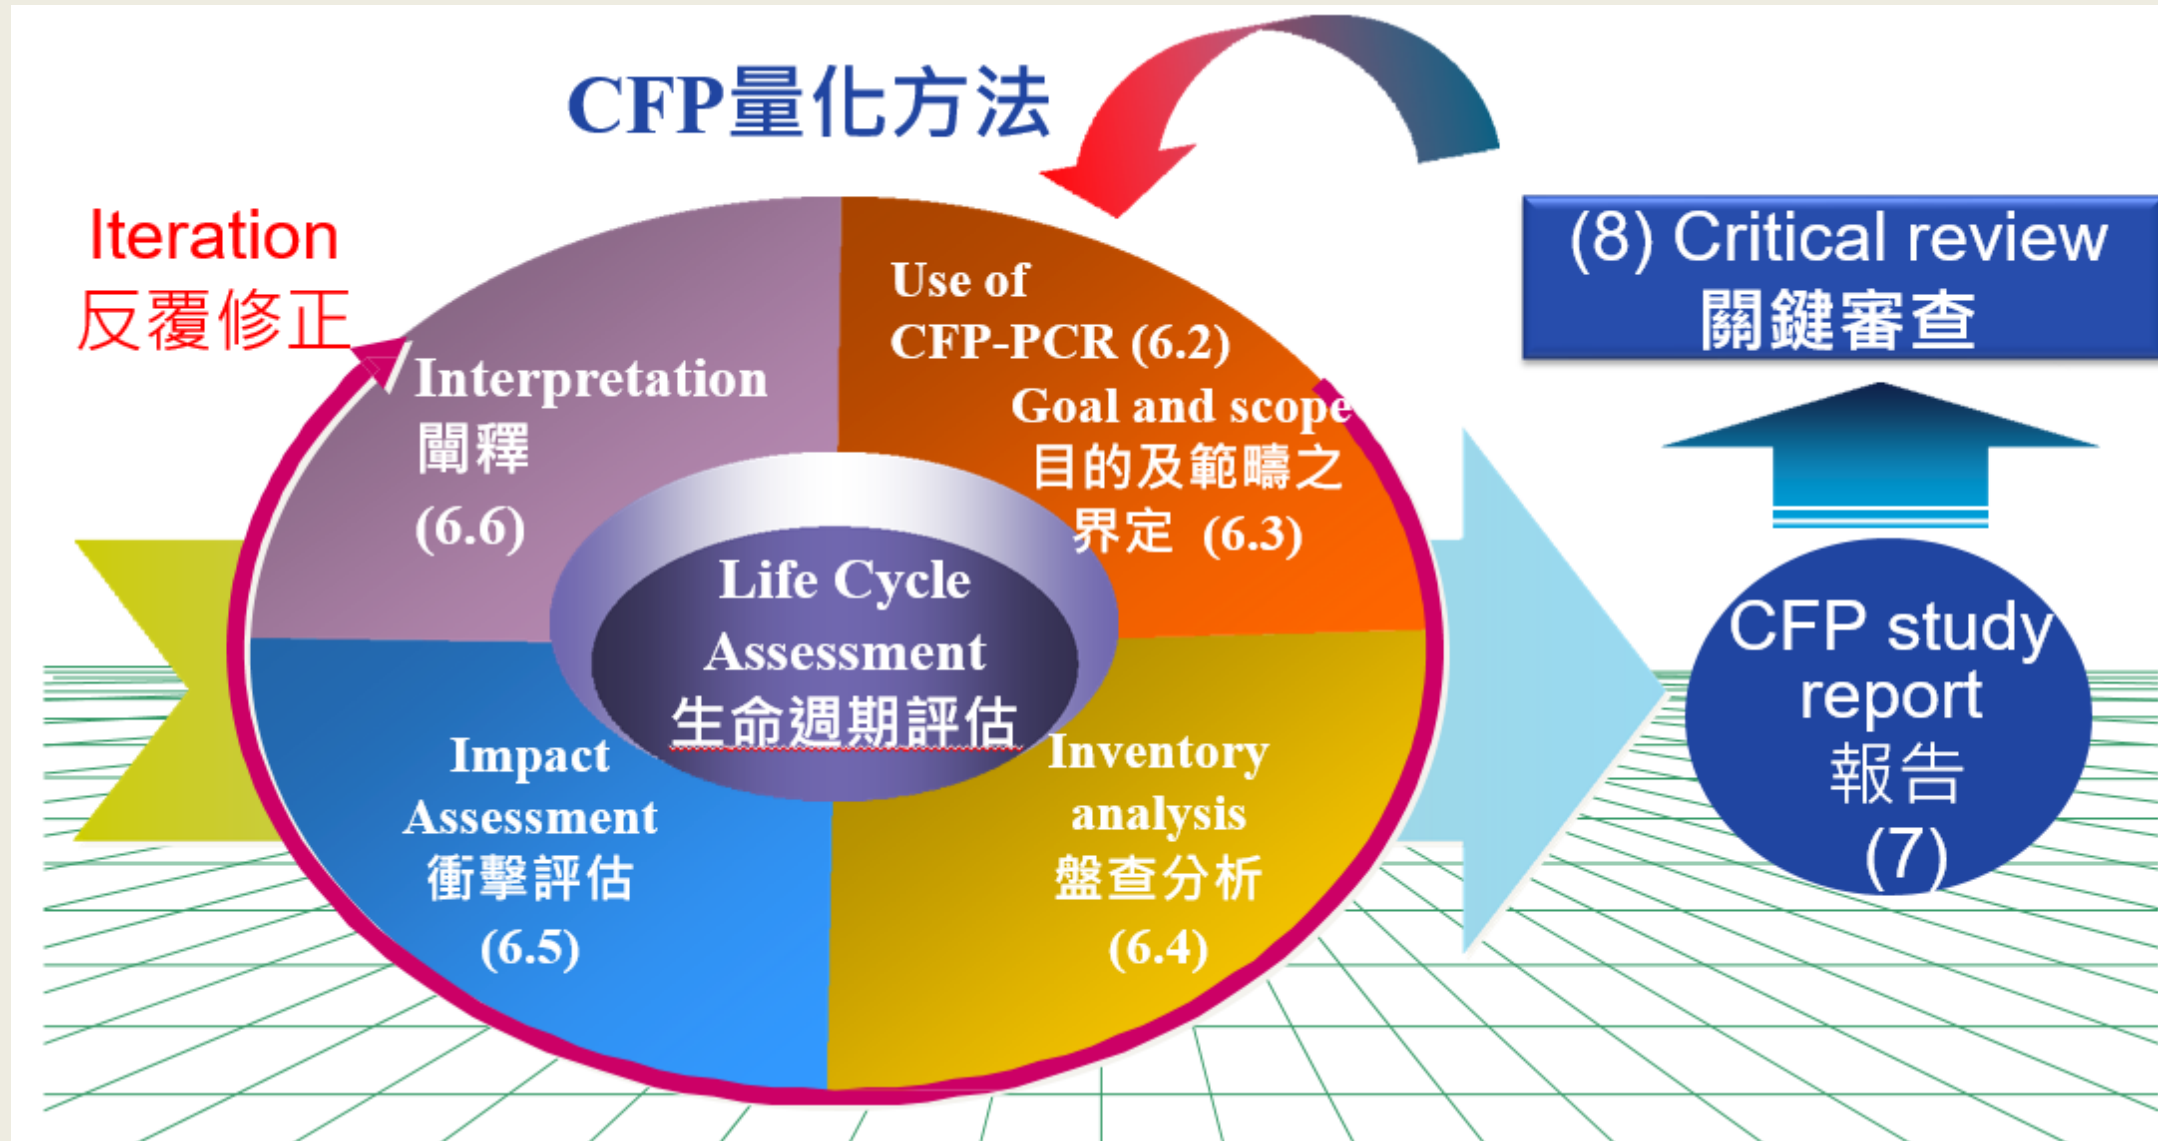 CFP量化方法
Iteration
反覆修正
Use of
CFP-PCR (6.2)
Goal and scope
目的及範疇之
界定 (6.3)
Interpretation
闡釋
(6.6)
Life Cycle
Assessment
生命週期評估
Impact
Assessment
衝擊評估
(6.5)
Inventory
analysis
盤查分析
(6.4)
(8) Critical review
關鍵審查
CFP study
report
報告
(7)